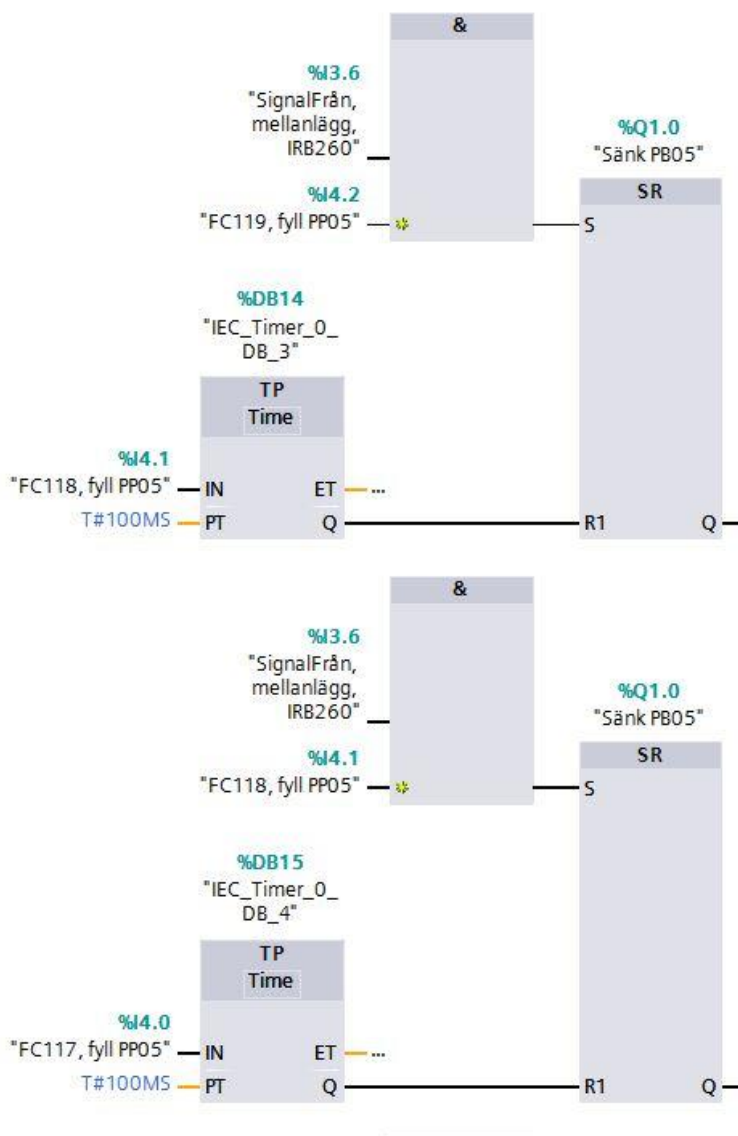 &
%I3.6
"SignalFrån,
mellanlägg,
IRB260"
%Q1.0
"Sänk PB05"
SR
%I4.2
"FC119, fyll PP05"
S
%DB14
"IEC_Timer_0_
DB_3"
TP
Time
%I4.1
"FC118, fyll PP05"
IN
ET
...
T#100MS
PT
Q
R1
Q
&
%I3.6
"SignalFrån,
mellanlägg,
IRB260"
%Q1.0
"Sänk PB05"
SR
%I4.1
"FC118, fyll PP05"
S
%DB15
"IEC_Timer_0_
DB_4"
TP
Time
%I4.0
"FC117, fyll PP05"
IN
ET
...
T#100MS
PT
Q
R1
Q